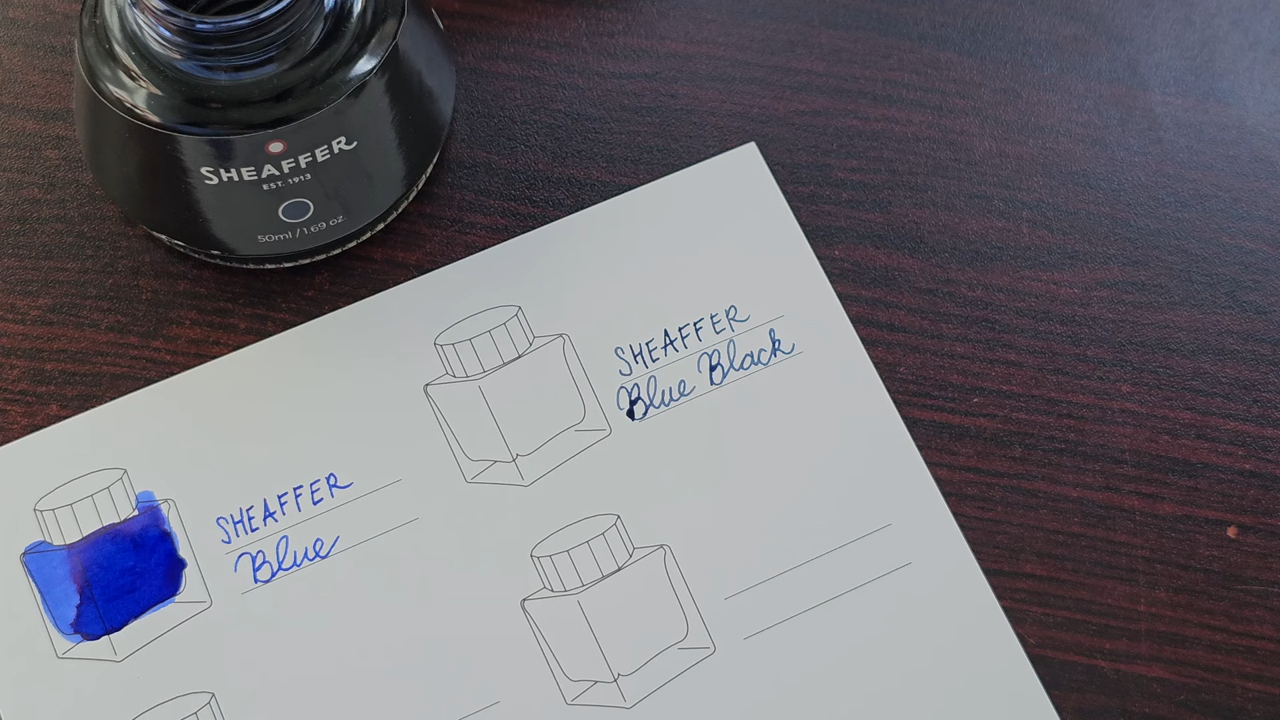 SHEAFFER
EST. 1913
50ml / 1.69 oz.
SHEAFFER
Blue Black
SHEAFFER
Blue